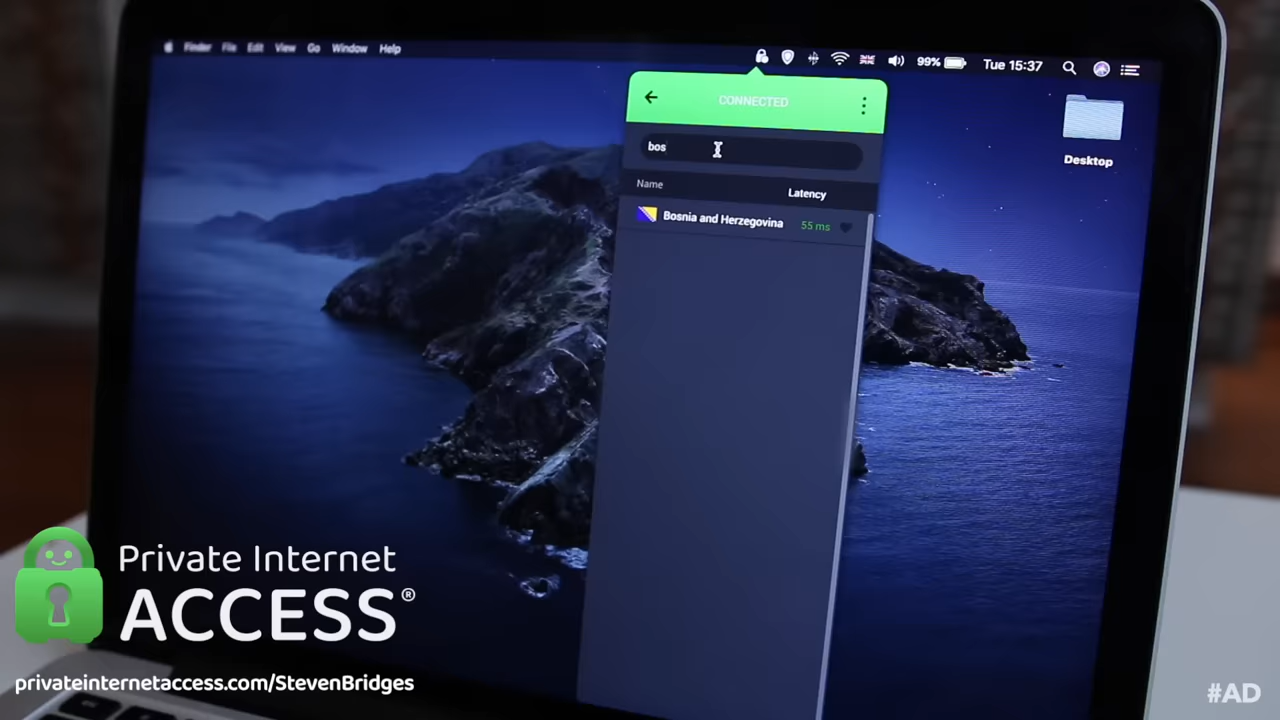 Finder File Edit View Go Window Help
99% Tue 15:37
CONNECTED
bos
Name Latency
Bosnia and Herzegovina 55 ms
Desktop
Private Internet
ACCESS®
privateinternetaccess.com/StevenBridges
#AD